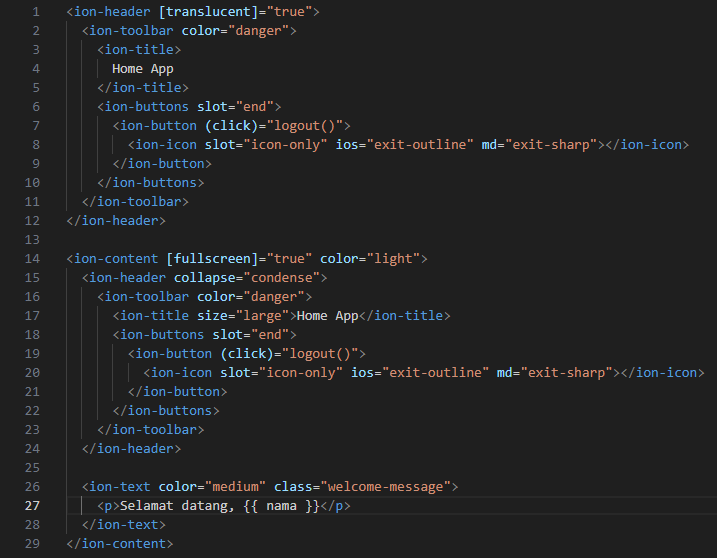 1 <ion-header [translucent]="true">
2 <ion-toolbar color="danger">
3 <ion-title>
4 Home App
5 </ion-title>
6 <ion-buttons slot="end">
7 <ion-button (click)="logout()">
8 <ion-icon slot="icon-only" ios="exit-outline" md="exit-sharp"></ion-icon>
9 </ion-button>
10 </ion-buttons>
11 </ion-toolbar>
12 </ion-header>
13
14 <ion-content [fullscreen]="true" color="light">
15 <ion-header collapse="condense">
16 <ion-toolbar color="danger">
17 <ion-title size="large">Home App</ion-title>
18 <ion-buttons slot="end">
19 <ion-button (click)="logout()">
20 <ion-icon slot="icon-only" ios="exit-outline" md="exit-sharp"></ion-icon>
21 </ion-button>
22 </ion-buttons>
23 </ion-toolbar>
24 </ion-header>
25
26 <ion-text color="medium" class="welcome-message">
27 <p>Selamat datang, {{ nama }}</p>
28 </ion-text>
29 </ion-content>